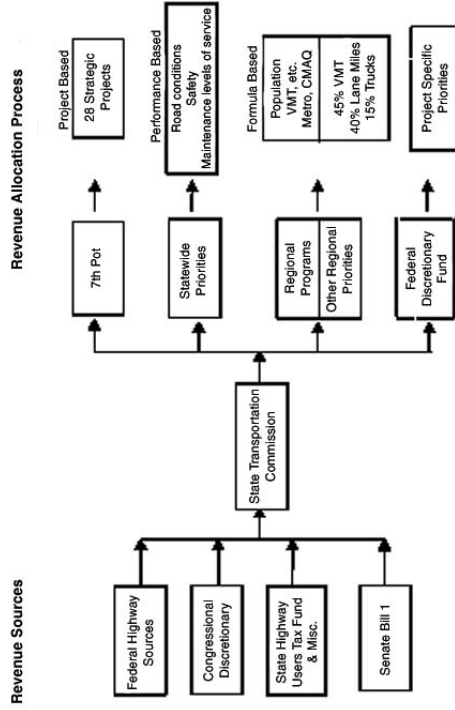 Revenue Sources
Federal Highway
Sources
Congressional
Discretionary
State Highway
Users Tax Fund
& Misc.
Senate Bill 1
State Transportation
Commission
Revenue Allocation Process
7th Pot
Project Based
28 Strategic
Projects
Statewide
Priorities
Performance Based
Road conditions
Safety
Maintenance levels of service
Regional
Programs
Other Regional
Priorities
Formula Based
Population
VMT, etc.
Metro, CMAQ
45% VMT
40% Lane Miles
15% Trucks
Federal
Discretionary
Fund
Project Specific
Priorities